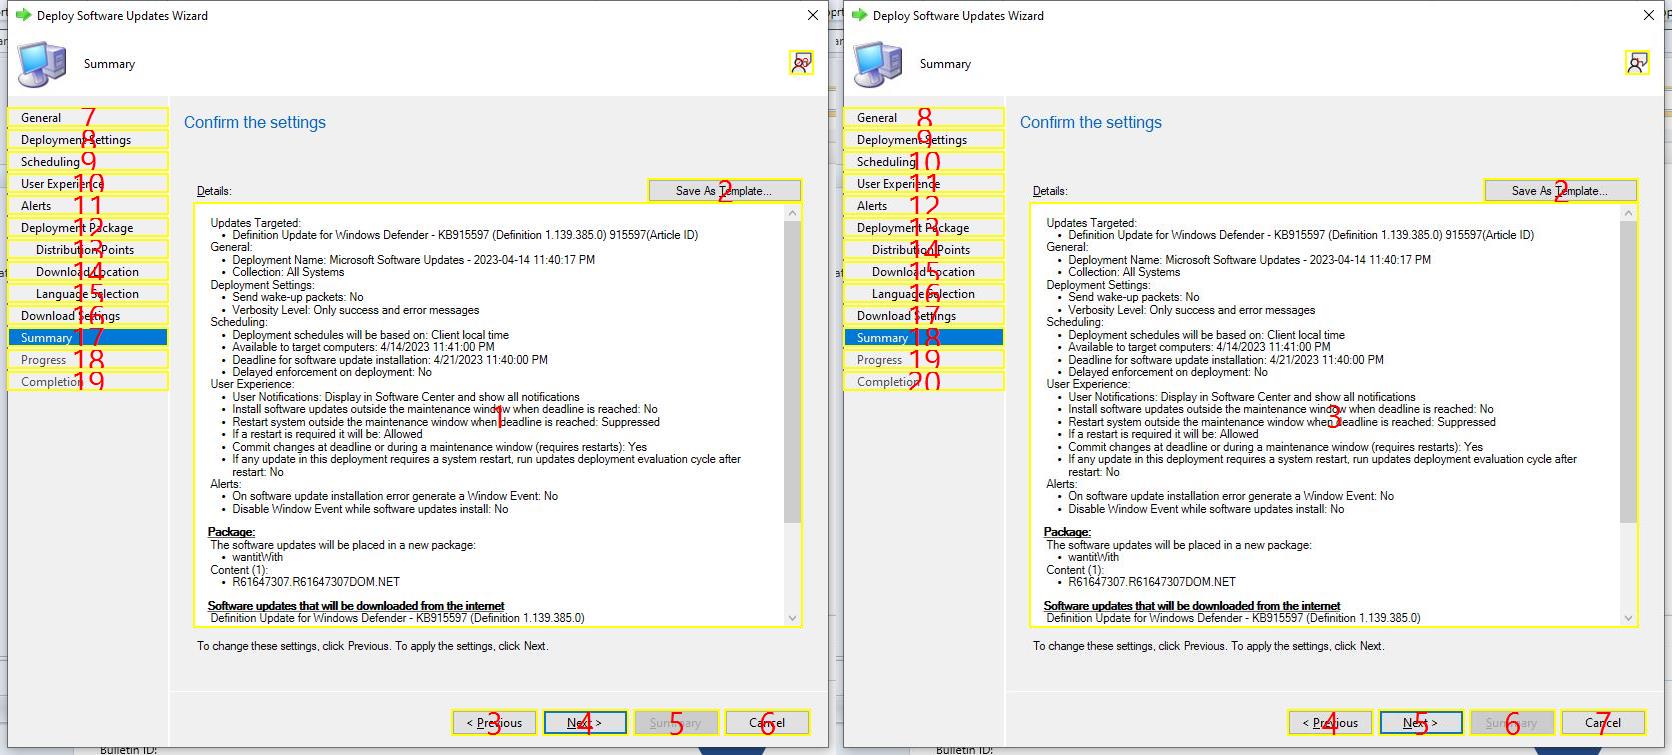 Deploy Software Updates Wizard
Summary
20
General 7
Deployment Settings 8
Scheduling 9
User Experience 10
Alerts 11
Deployment Package 12
Distribution Points 13
Download Location 14
Language Selection 15
Download Settings 16
Summary 17
Progress 18
Completion 19
Confirm the settings
Details:
Save As Template... 2
Updates Targeted:
• Definition Update for Windows Defender - KB915597 (Definition 1.139.385.0) 915597(Article ID)
General:
• Deployment Name: Microsoft Software Updates - 2023-04-14 11:40:17 PM
• Collection: All Systems
Deployment Settings:
• Send wake-up packets: No
• Verbosity Level: Only success and error messages
Scheduling:
• Deployment schedules will be based on: Client local time
• Available to target computers: 4/14/2023 11:41:00 PM
• Deadline for software update installation: 4/21/2023 11:40:00 PM
• Delayed enforcement on deployment: No
User Experience:
• User Notifications: Display in Software Center and show all notifications
• Install software updates outside the maintenance window when deadline is reached: No
1
• Restart system outside the maintenance window when deadline is reached: Suppressed
• If a restart is required it will be: Allowed
• Commit changes at deadline or during a maintenance window (requires restarts): Yes
• If any update in this deployment requires a system restart, run updates deployment evaluation cycle after
restart: No
Alerts:
• On software update installation error generate a Window Event: No
• Disable Window Event while software updates install: No
Package:
The software updates will be placed in a new package:
• wantitWith
Content (1):
• R61647307.R61647307DOM.NET
Software updates that will be downloaded from the internet
Definition Update for Windows Defender - KB915597 (Definition 1.139.385.0)
To change these settings, click Previous. To apply the settings, click Next.
< Previous 3
Next > 4
Summary 5
Cancel 6
Bulletin ID:
Deploy Software Updates Wizard
Summary
General 8
Deployment Settings 9
Scheduling 10
User Experience 11
Alerts 12
Deployment Package 13
Distribution Points 14
Download Location 15
Language Selection 16
Download Settings 17
Summary 18
Progress 19
Completion 20
Confirm the settings
Details:
Save As Template... 2
Updates Targeted:
• Definition Update for Windows Defender - KB915597 (Definition 1.139.385.0) 915597(Article ID)
General:
• Deployment Name: Microsoft Software Updates - 2023-04-14 11:40:17 PM
• Collection: All Systems
Deployment Settings:
• Send wake-up packets: No
• Verbosity Level: Only success and error messages
Scheduling:
• Deployment schedules will be based on: Client local time
• Available to target computers: 4/14/2023 11:41:00 PM
• Deadline for software update installation: 4/21/2023 11:40:00 PM
• Delayed enforcement on deployment: No
User Experience:
• User Notifications: Display in Software Center and show all notifications
• Install software updates outside the maintenance window when deadline is reached: No
3
• Restart system outside the maintenance window when deadline is reached: Suppressed
• If a restart is required it will be: Allowed
• Commit changes at deadline or during a maintenance window (requires restarts): Yes
• If any update in this deployment requires a system restart, run updates deployment evaluation cycle after
restart: No
Alerts:
• On software update installation error generate a Window Event: No
• Disable Window Event while software updates install: No
Package:
The software updates will be placed in a new package:
• wantitWith
Content (1):
• R61647307.R61647307DOM.NET
Software updates that will be downloaded from the internet
Definition Update for Windows Defender - KB915597 (Definition 1.139.385.0)
To change these settings, click Previous. To apply the settings, click Next.
< Previous 4
Next > 5
Summary 6
Cancel 7
Bulletin ID: